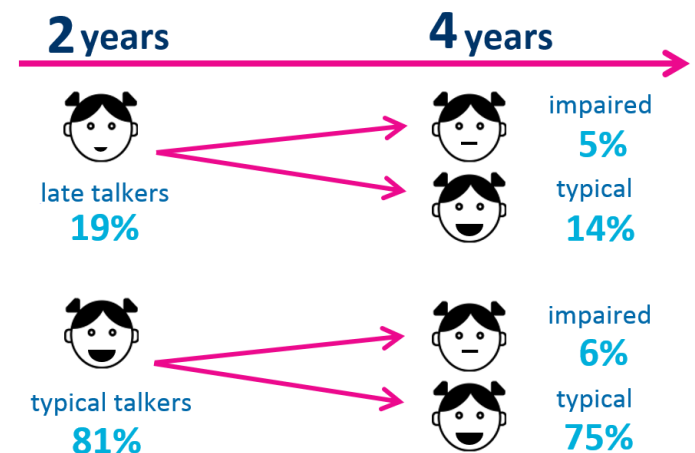 2 years
4 years
late talkers
19%
impaired
5%
typical
14%
typical talkers
81%
impaired
6%
typical
75%